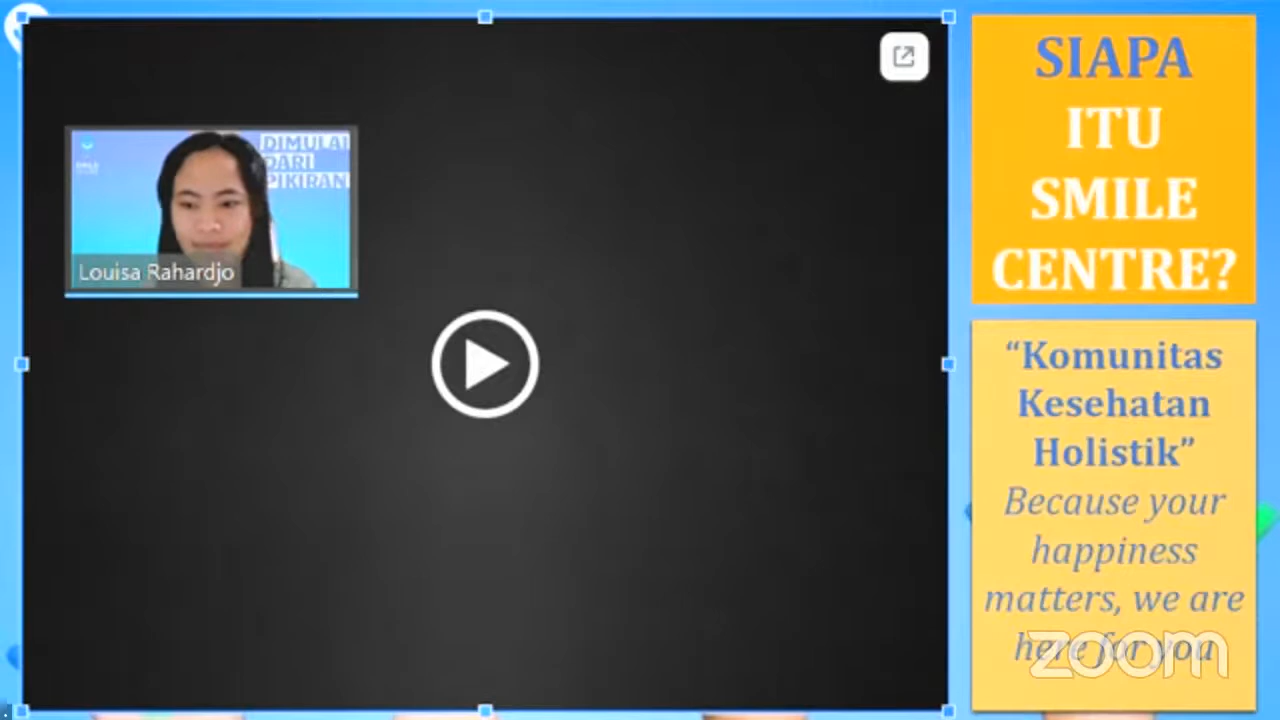 DIMULAI
DARI
PIKIRAN
Louisa Rahardjo
SIAPA
ITU
SMILE
CENTRE?
“Komunitas
Kesehatan
Holistik”
Because your
happiness
matters, we are
here for you
zoom